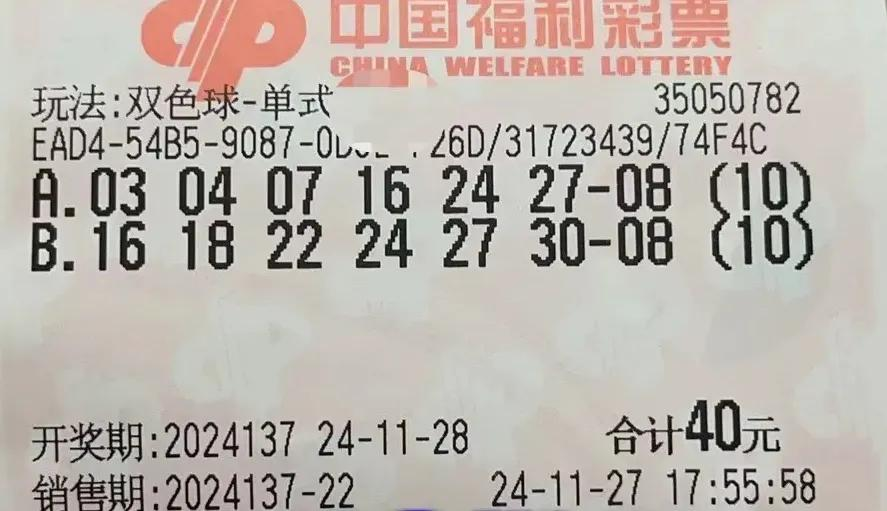 中国福利彩票
CHINA WELFARE LOTTERY
玩法:双色球-单式 35050782
EAD4-54B5-9087- 26D/31723439/74F4C
A.03 04 07 16 24 27-08 (10)
B.16 18 22 24 27 30-08 (10)
开奖期:2024137 24-11-28 合计40元
销售期:2024137-22 24-11-27 17:55:58